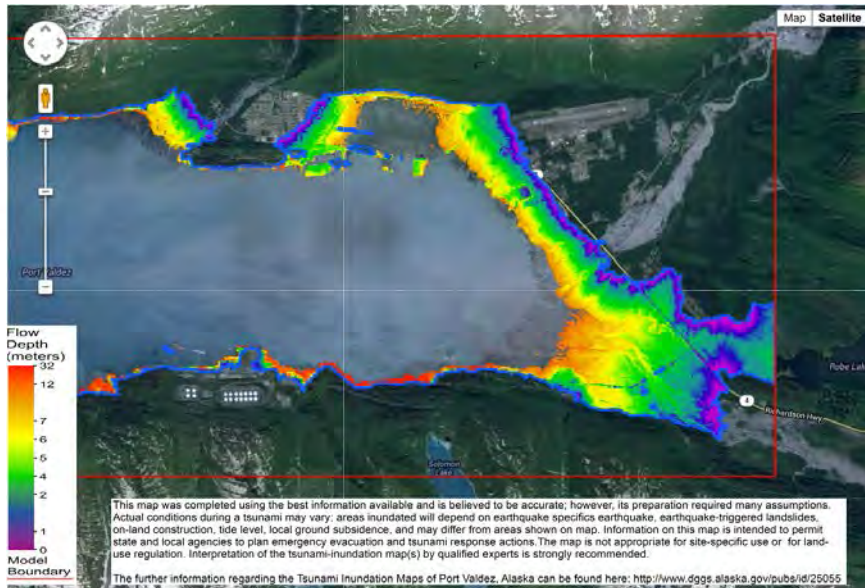 Map Satellite
Port Valdez
Flow
Depth
(meters)
32
12
7
6
5
4
2
1
0
Model
Boundary
Robe Lake
4
Richardson Hwy
Solomon
Lake
This map was completed using the best information available and is believed to be accurate; however, its preparation required many assumptions.
Actual conditions during a tsunami may vary; areas inundated will depend on earthquake specifics earthquake, earthquake-triggered landslides,
on-land construction, tide level, local ground subsidence, and may differ from areas shown on map. Information on this map is intended to permit
state and local agencies to plan emergency evacuation and tsunami response actions.The map is not appropriate for site-specific use or for land-
use regulation. Interpretation of the tsunami-inundation map(s) by qualified experts is strongly recommended.
The further information regarding the Tsunami Inundation Maps of Port Valdez, Alaska can be found here: http://www.dggs.alaska.gov/pubs/id/25055